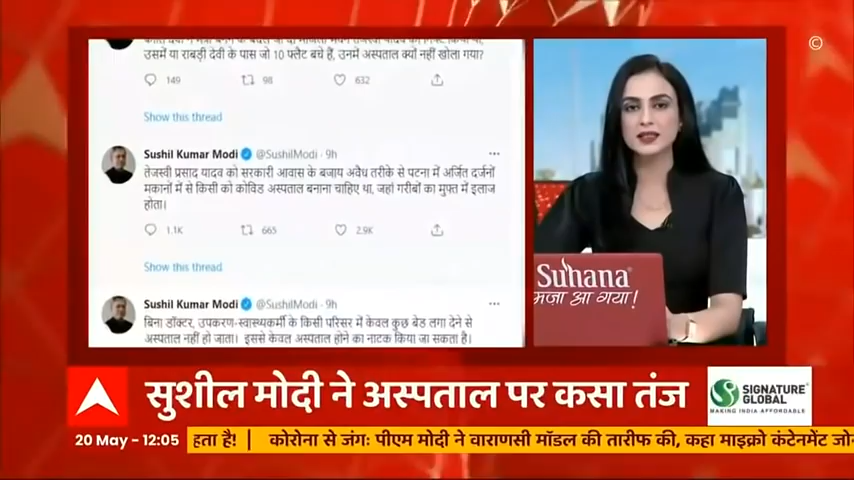 उसमें या राबड़ी देवी के पास जो 10 फ्लैट बचे हैं, उनमें अस्पताल क्यों नहीं खोला गया?
149 98 632
Show this thread
Sushil Kumar Modi @SushilModi · 9h
तेजस्वी प्रसाद यादव को सरकारी आवास के बजाय अवैध तरीके से पटना में अर्जित दर्जनों
मकानों में से किसी को कोविड अस्पताल बनाना चाहिए था, जहां गरीबों का मुफ्त में इलाज
होता।
1.1K 665 2.9K
Show this thread
Sushil Kumar Modi @SushilModi · 9h
बिना डॉक्टर, उपकरण-स्वास्थ्यकर्मी के किसी परिसर में केवल कुछ बेड लगा देने से
अस्पताल नहीं हो जाता। इससे केवल अस्पताल होने का नाटक किया जा सकता है।
©
Suhana
मज़ा आ गया!
सुशील मोदी ने अस्पताल पर कसा तंज
SIGNATURE
GLOBAL
MAKING INDIA AFFORDABLE
20 May - 12:05
हता है! | कोरोना से जंग: पीएम मोदी ने वाराणसी मॉडल की तारीफ की, कहा माइक्रो कंटेनमेंट जोन